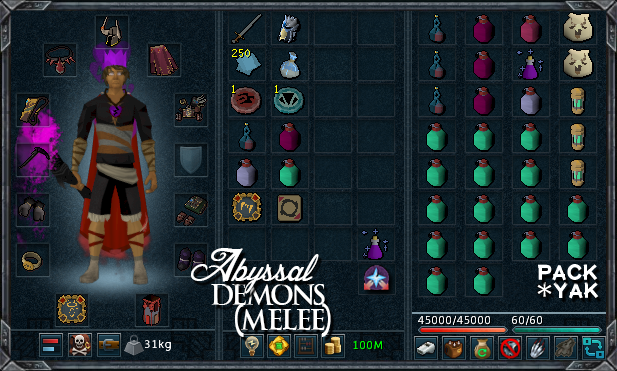 250
1 1
Abyssal
DEMONS
(MELEE)
PACK
*YAK
45000/45000 60/60
31kg
100M